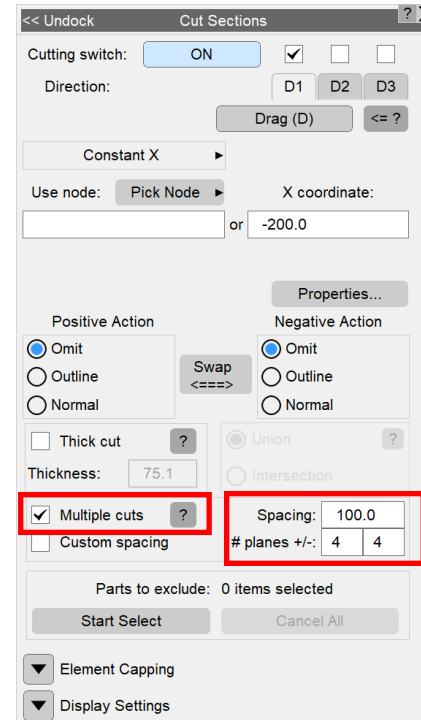 << Undock Cut Sections ?
Cutting switch: ON
Direction: D1 D2 D3
Drag (D) <= ?
Constant X
Use node: Pick Node X coordinate:
or -200.0
Properties...
Positive Action Negative Action
Omit Swap <===> Omit
Outline Outline
Normal Normal
Thick cut ? Union ?
Thickness: 75.1 Intersection
Multiple cuts ? Spacing: 100.0
Custom spacing # planes +/-: 4 4
Parts to exclude: 0 items selected
Start Select Cancel All
Element Capping
Display Settings